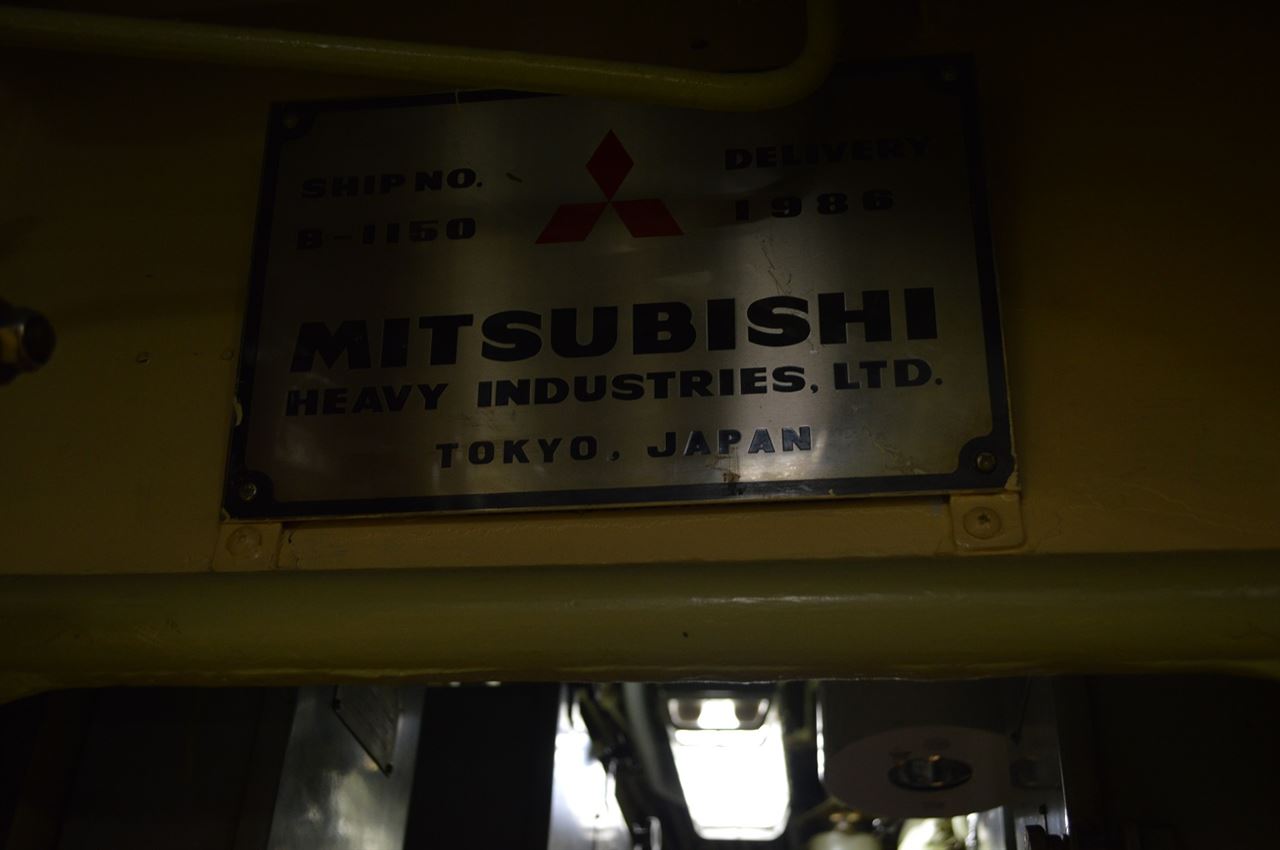 SHIP NO.
B-1150
DELIVERY
1986
MITSUBISHI
HEAVY INDUSTRIES, LTD.
TOKYO, JAPAN